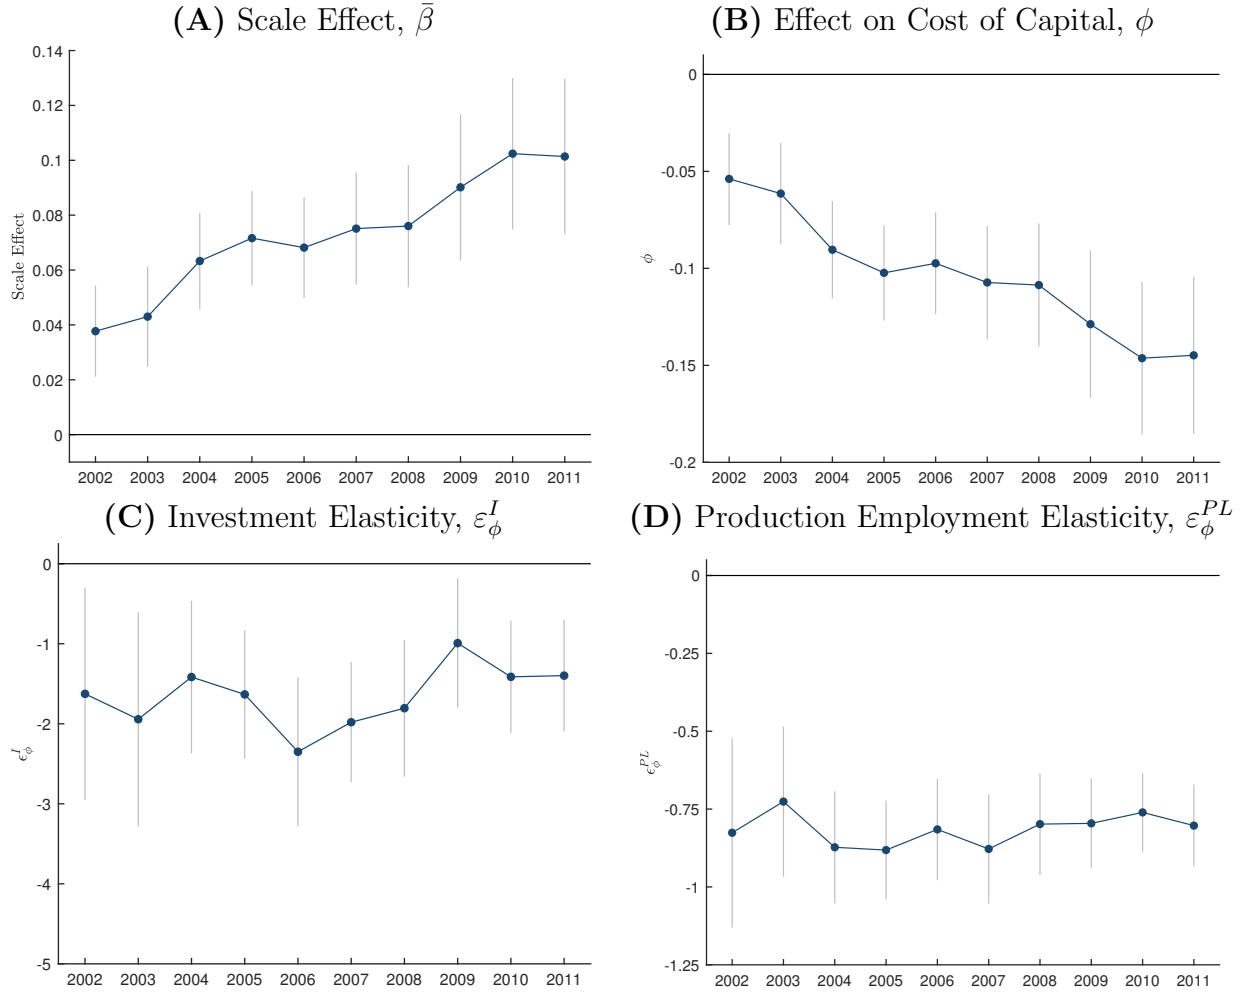 (A) Scale Effect, β̄
0.14
0.12
0.1
0.08
0.06
0.04
0.02
0
Scale Effect
2002 2003 2004 2005 2006 2007 2008 2009 2010 2011
(B) Effect on Cost of Capital, ϕ
0
-0.05
-0.1
-0.15
-0.2
ϕ
2002 2003 2004 2005 2006 2007 2008 2009 2010 2011
(C) Investment Elasticity, ε^I_ϕ
0
-1
-2
-3
-4
-5
ϵ^I_ϕ
2002 2003 2004 2005 2006 2007 2008 2009 2010 2011
(D) Production Employment Elasticity, ε^PL_ϕ
0
-0.25
-0.5
-0.75
-1
-1.25
ϵ^PL_ϕ
2002 2003 2004 2005 2006 2007 2008 2009 2010 2011